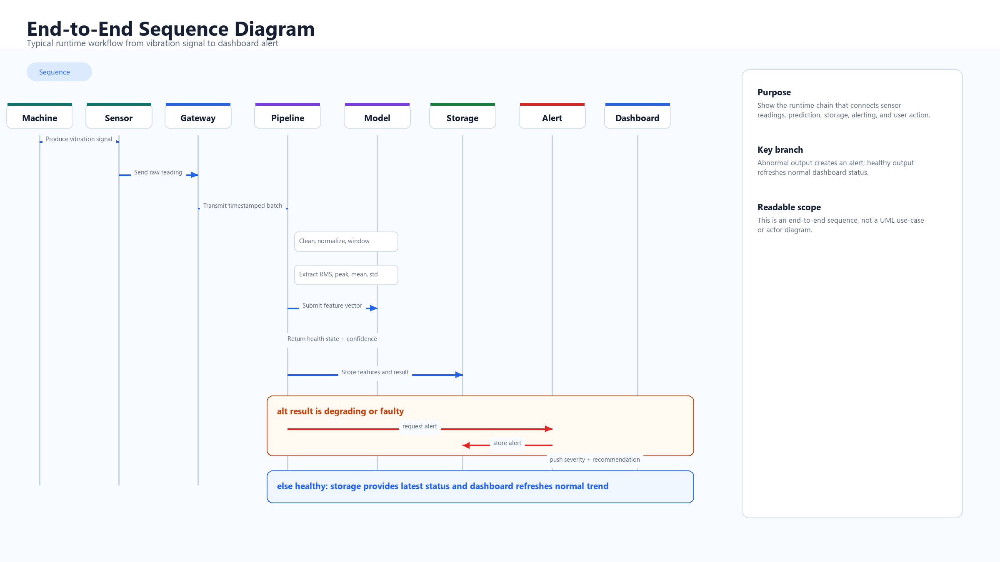 End-to-End Sequence Diagram
Typical runtime workflow from vibration signal to dashboard alert
Sequence
Machine
Sensor
Gateway
Pipeline
Model
Storage
Alert
Dashboard
Produce vibration signal
Send raw reading
Transmit timestamped batch
Clean, normalize, window
Extract RMS, peak, mean, std
Submit feature vector
Return health state + confidence
Store features and result
alt result is degrading or faulty
request alert
store alert
push severity + recommendation
else healthy: storage provides latest status and dashboard refreshes normal trend
Purpose
Show the runtime chain that connects sensor
readings, prediction, storage, alerting, and user action.
Key branch
Abnormal output creates an alert; healthy output
refreshes normal dashboard status.
Readable scope
This is an end-to-end sequence, not a UML use-case
or actor diagram.